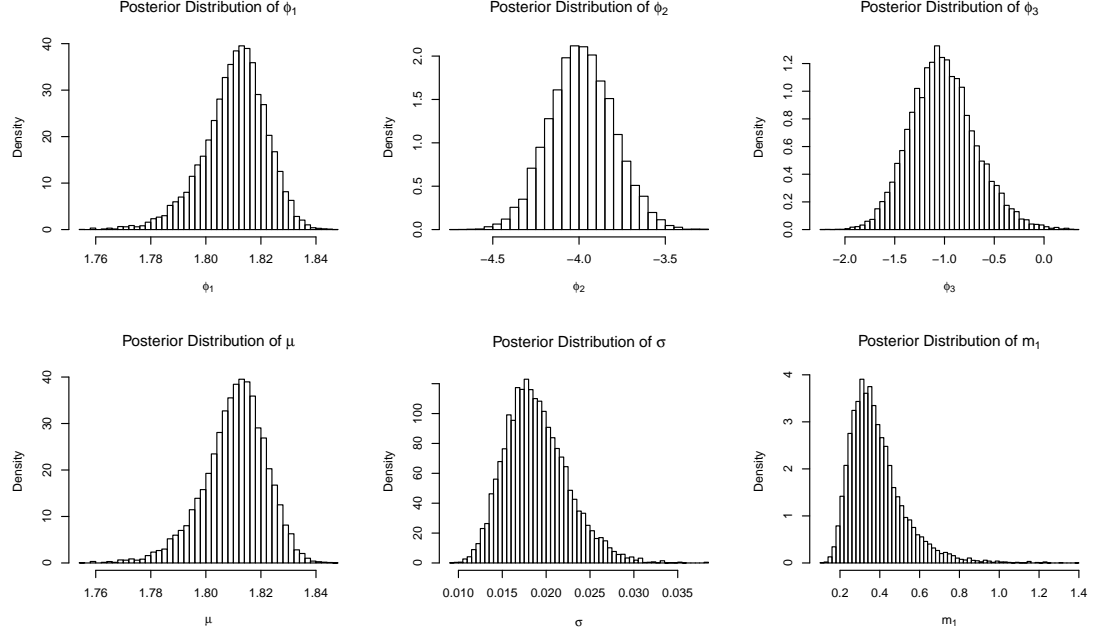 Posterior Distribution of ϕ1
Density
0 10 20 30 40
1.76 1.78 1.80 1.82 1.84
ϕ1
Posterior Distribution of ϕ2
Density
0.0 0.5 1.0 1.5 2.0
−4.5 −4.0 −3.5
ϕ2
Posterior Distribution of ϕ3
Density
0.0 0.2 0.4 0.6 0.8 1.0 1.2
−2.0 −1.5 −1.0 −0.5 0.0
ϕ3
Posterior Distribution of μ
Density
0 10 20 30 40
1.76 1.78 1.80 1.82 1.84
μ
Posterior Distribution of σ
Density
0 20 40 60 80 100
0.010 0.015 0.020 0.025 0.030 0.035
σ
Posterior Distribution of m1
Density
0 1 2 3 4
0.2 0.4 0.6 0.8 1.0 1.2 1.4
m1